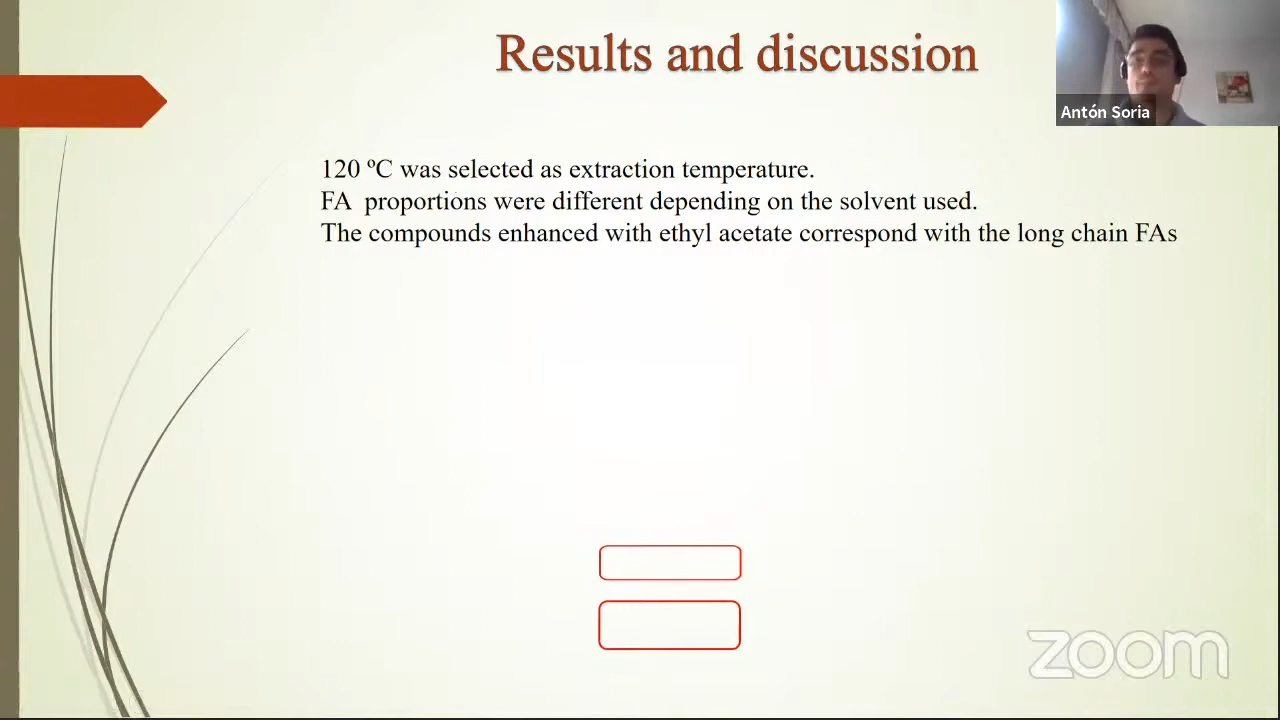 Results and discussion
Antón Soria
120 ºC was selected as extraction temperature.
FA proportions were different depending on the solvent used.
The compounds enhanced with ethyl acetate correspond with the long chain FAs
zoom